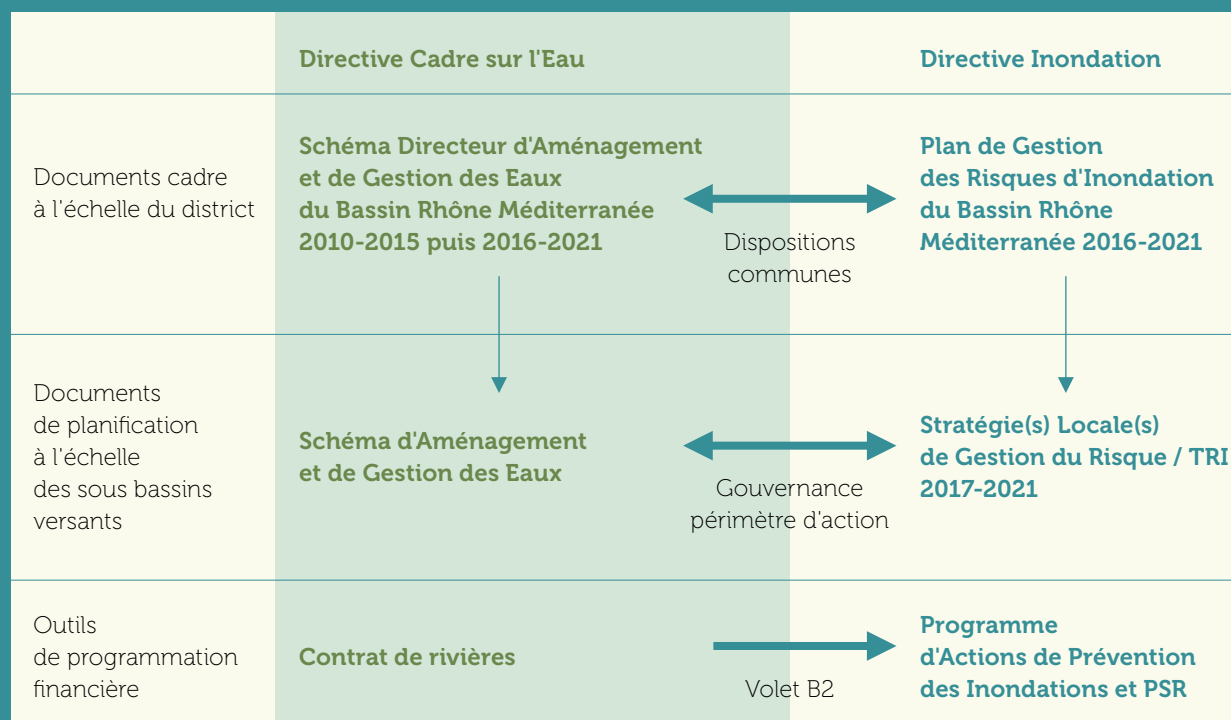 Directive Cadre sur l'Eau
Directive Inondation
Documents cadre
à l'échelle du district
Schéma Directeur d'Aménagement
et de Gestion des Eaux
du Bassin Rhône Méditerranée
2010-2015 puis 2016-2021
Dispositions
communes
Plan de Gestion
des Risques d'Inondation
du Bassin Rhône
Méditerranée 2016-2021
Documents
de planification
à l'échelle
des sous bassins
versants
Schéma d'Aménagement
et de Gestion des Eaux
Gouvernance
périmètre d'action
Stratégie(s) Locale(s)
de Gestion du Risque / TRI
2017-2021
Outils
de programmation
financière
Contrat de rivières
Volet B2
Programme
d'Actions de Prévention
des Inondations et PSR